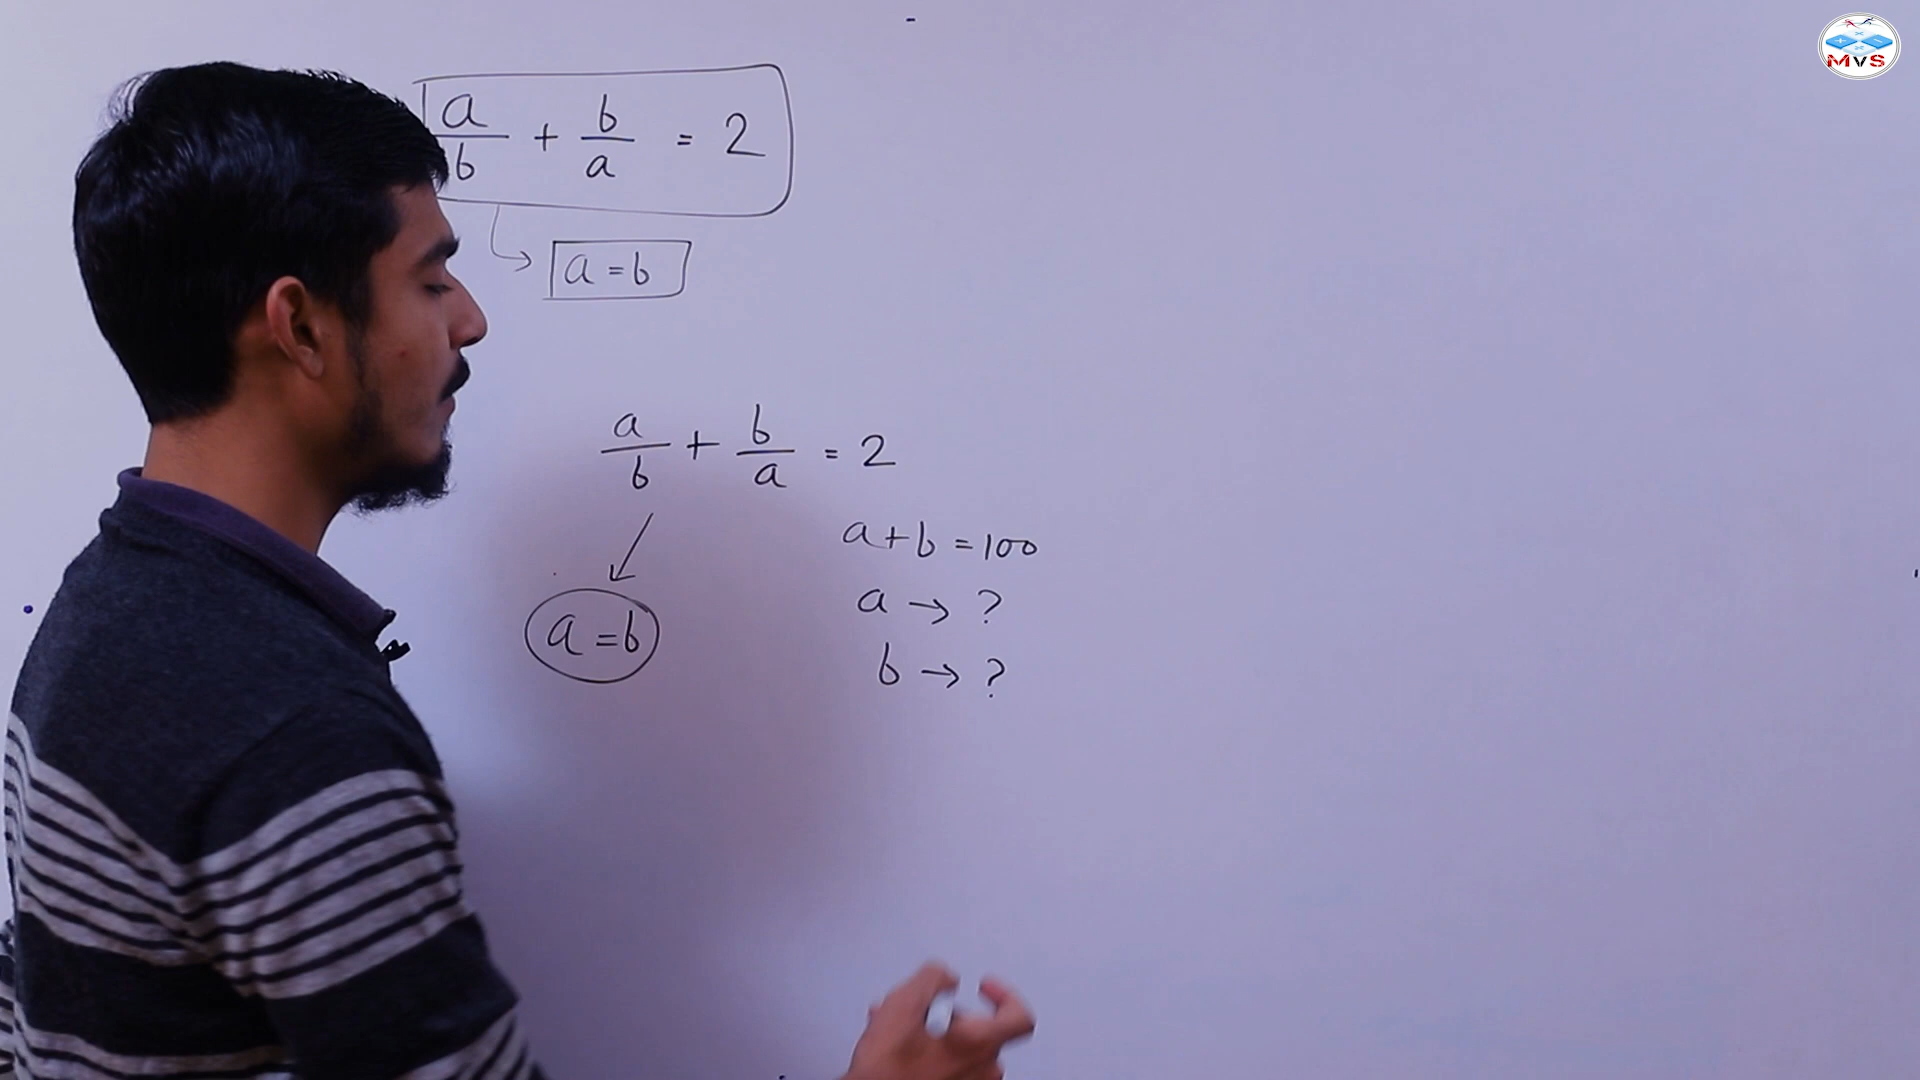 a/b + b/a = 2
a = b
a/b + b/a = 2
a + b = 100
a → ?
a = b
b → ?
MVS